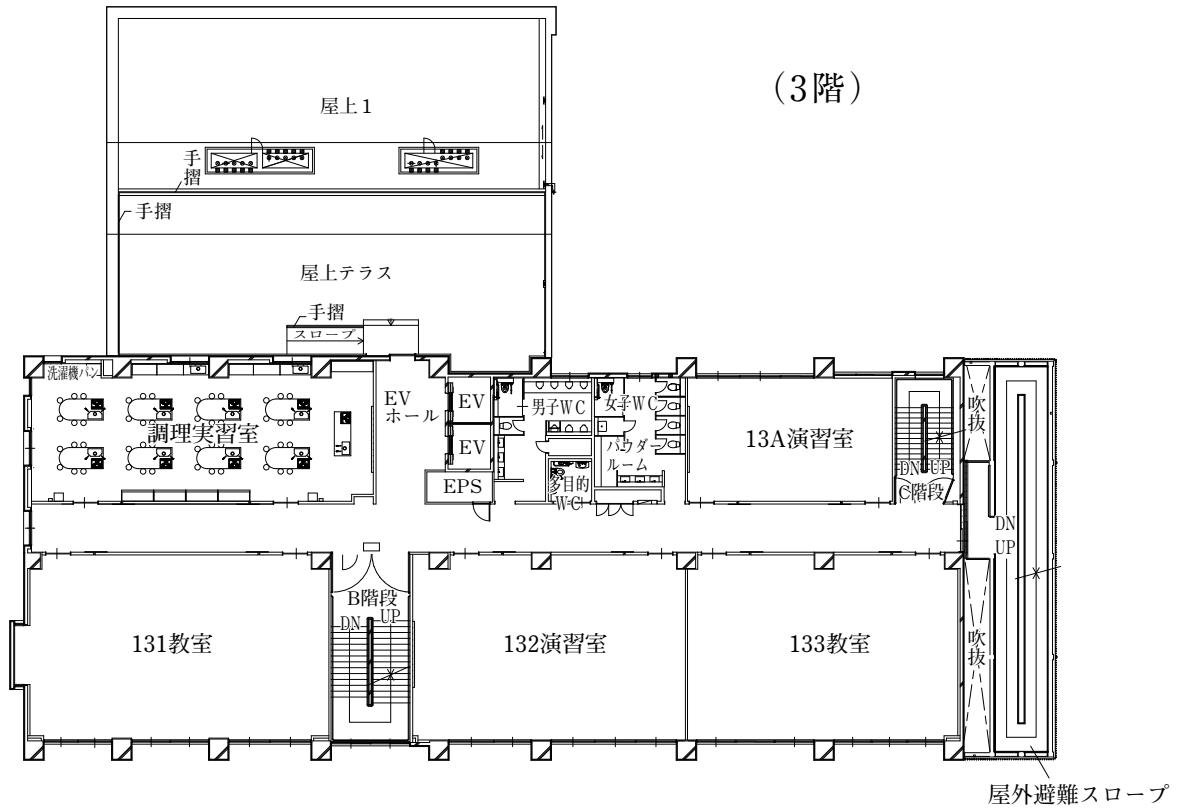 （3階）
屋上1
手
摺
手摺
屋上テラス
手摺
スロープ
洗濯機パン
調理実習室
EV
ホール
EV
EV
EPS
男子WC
女子WC
パウダー
ルーム
多目的
WC
13A演習室
DN UP
C階段
吹
抜
DN
UP
吹
抜
B階段
DN UP
131教室
132演習室
133教室
屋外避難スロープ